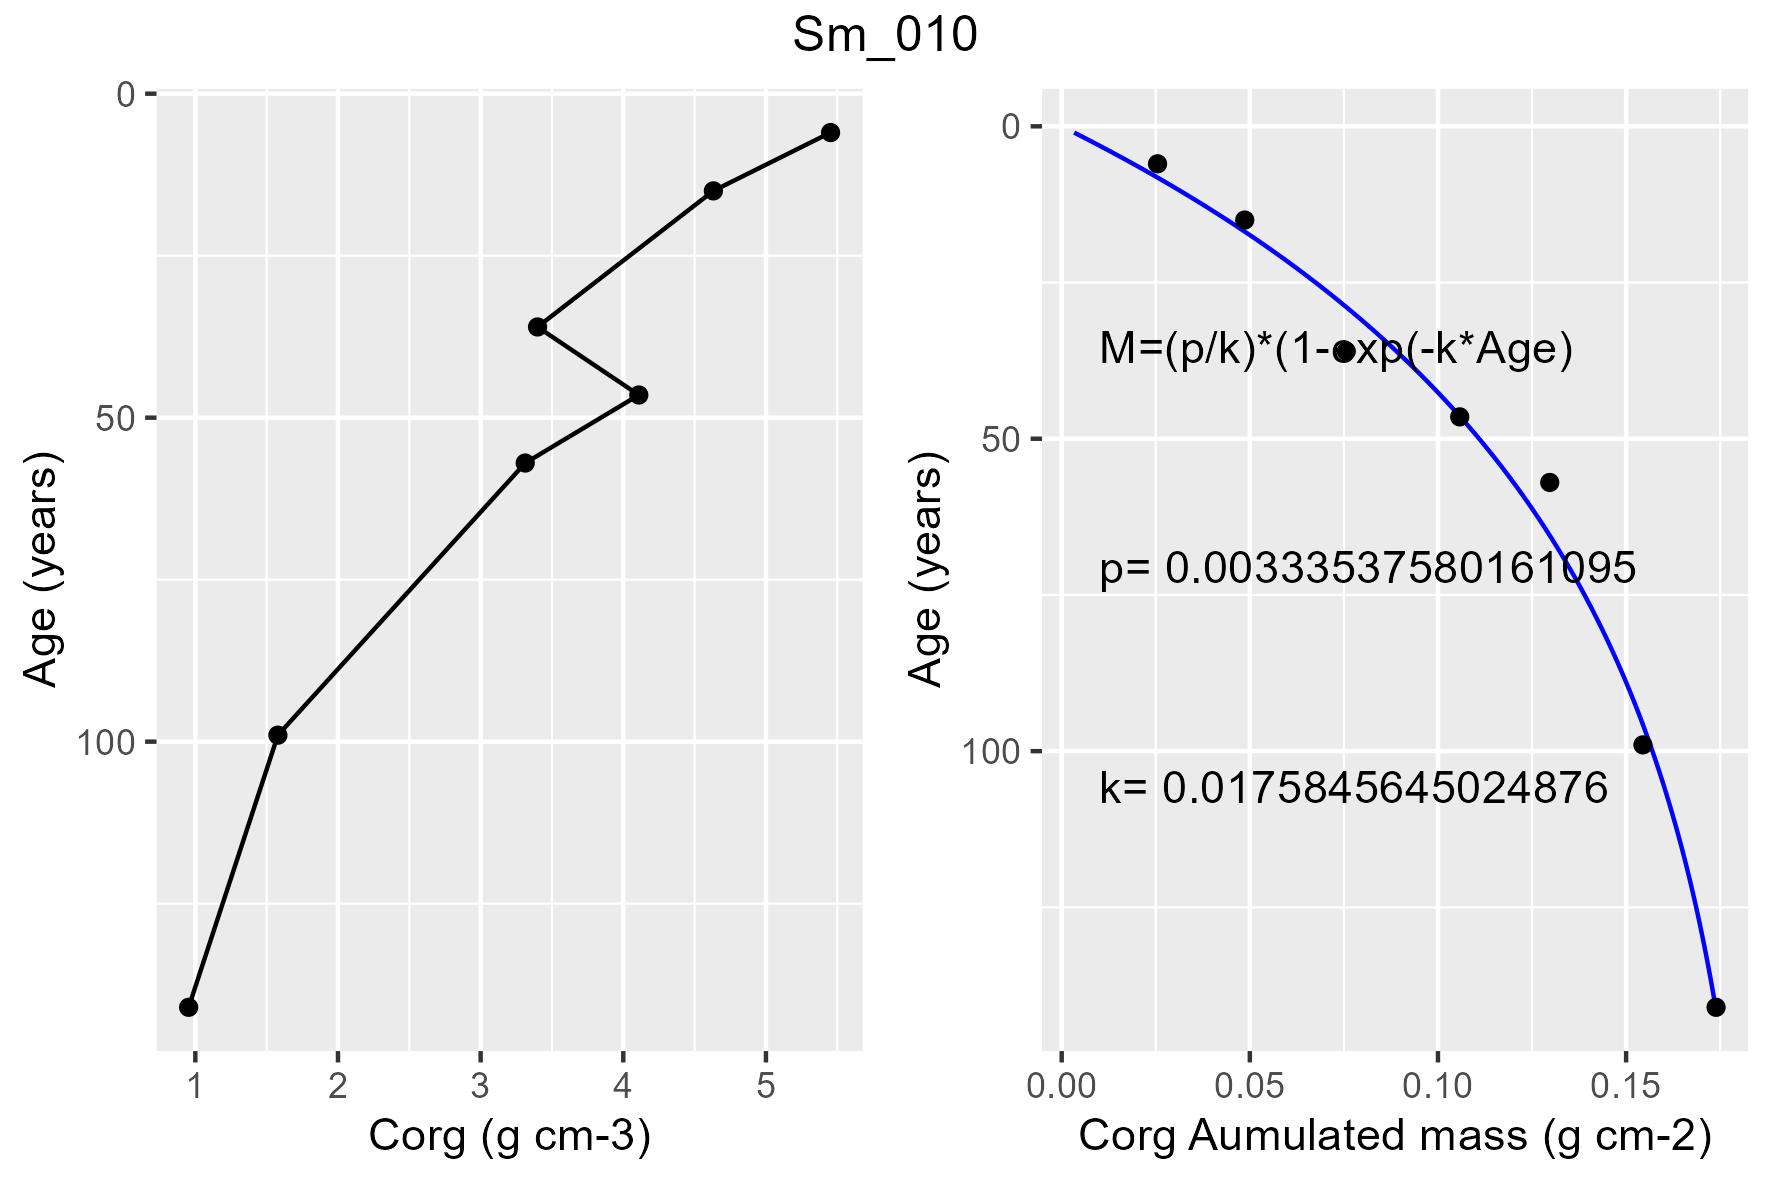 Sm_010
0
50
100
Age (years)
1 2 3 4 5
Corg (g cm-3)
0
50
100
Age (years)
M=(p/k)*(1-exp(-k*Age)
p= 0.00333537580161095
k= 0.0175845645024876
0.00 0.05 0.10 0.15
Corg Aumulated mass (g cm-2)